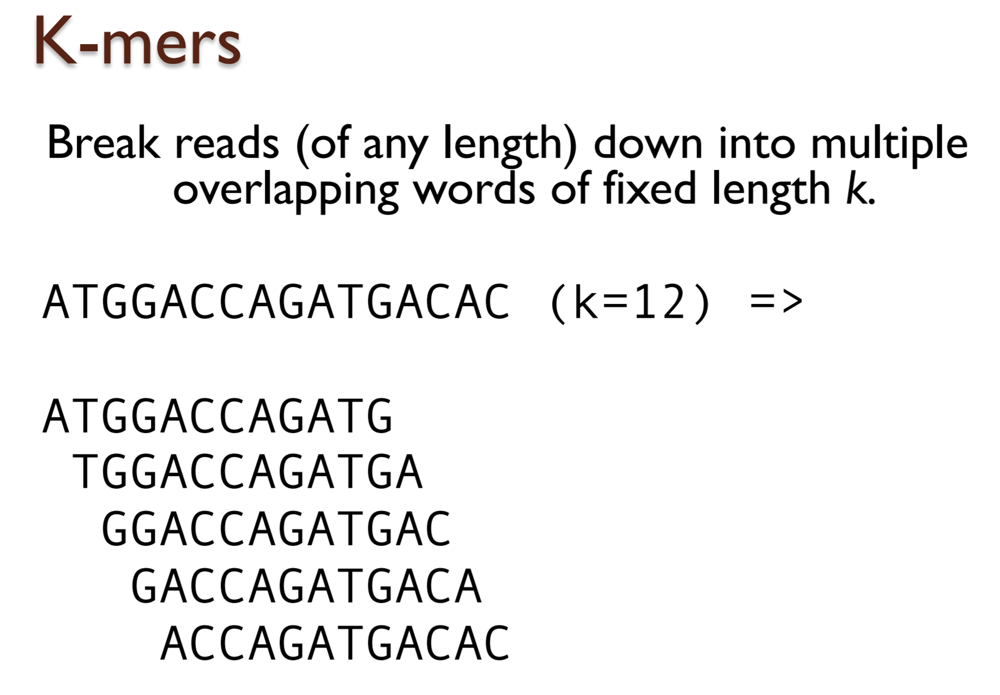 K-mers
Break reads (of any length) down into multiple
overlapping words of fixed length k.
ATGGACCAGATGACAC (k=12) =>
ATGGACCAGATG
TGGACCAGATGA
GGACCAGATGAC
GACCAGATGACA
ACCAGATGACAC